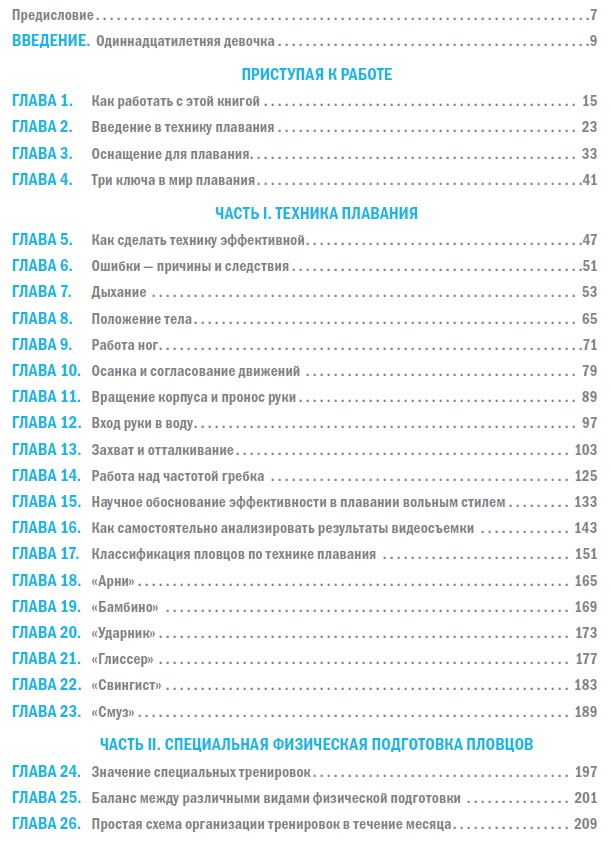 Предисловие 7
ВВЕДЕНИЕ. Одиннадцатилетняя девочка 9
ПРИСТУПАЯ К РАБОТЕ
ГЛАВА 1. Как работать с этой книгой 15
ГЛАВА 2. Введение в технику плавания 23
ГЛАВА 3. Оснащение для плавания 33
ГЛАВА 4. Три ключа в мир плавания 41
ЧАСТЬ I. ТЕХНИКА ПЛАВАНИЯ
ГЛАВА 5. Как сделать технику эффективной 47
ГЛАВА 6. Ошибки — причины и следствия 51
ГЛАВА 7. Дыхание 53
ГЛАВА 8. Положение тела 65
ГЛАВА 9. Работа ног 71
ГЛАВА 10. Осанка и согласование движений 79
ГЛАВА 11. Вращение корпуса и пронос руки 89
ГЛАВА 12. Вход руки в воду 97
ГЛАВА 13. Захват и отталкивание 103
ГЛАВА 14. Работа над частотой гребка 125
ГЛАВА 15. Научное обоснование эффективности в плавании вольным стилем 133
ГЛАВА 16. Как самостоятельно анализировать результаты видеосъемки 143
ГЛАВА 17. Классификация пловцов по технике плавания 151
ГЛАВА 18. «Арни» 165
ГЛАВА 19. «Бамбино» 169
ГЛАВА 20. «Ударник» 173
ГЛАВА 21. «Глиссер» 177
ГЛАВА 22. «Свингист» 183
ГЛАВА 23. «Смуз» 189
ЧАСТЬ II. СПЕЦИАЛЬНАЯ ФИЗИЧЕСКАЯ ПОДГОТОВКА ПЛОВЦОВ
ГЛАВА 24. Значение специальных тренировок 197
ГЛАВА 25. Баланс между различными видами физической подготовки 201
ГЛАВА 26. Простая схема организации тренировок в течение месяца 209